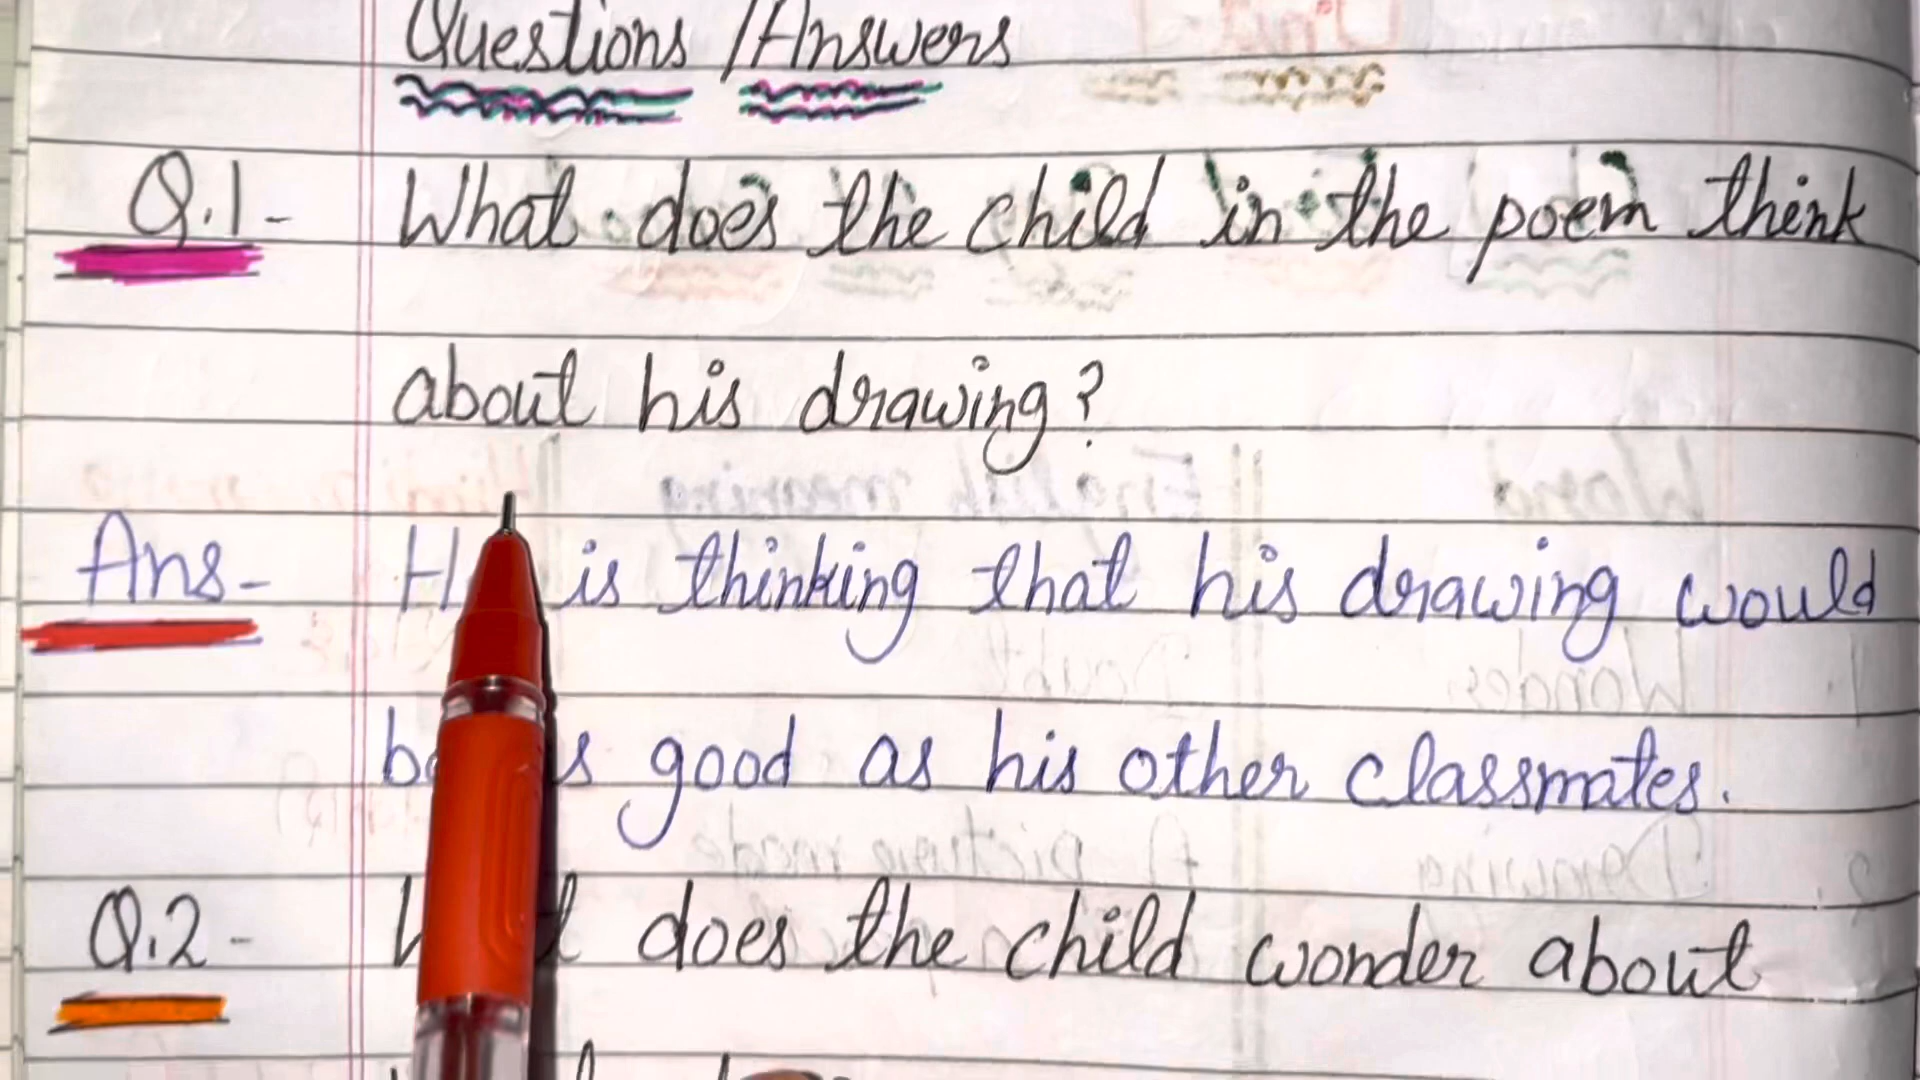 Questions / Answers
Q.1- What does the child in the poem think
about his drawing?
Ans- is thinking that his drawing would
good as his other classmates.
Q.2- does the child wonder about